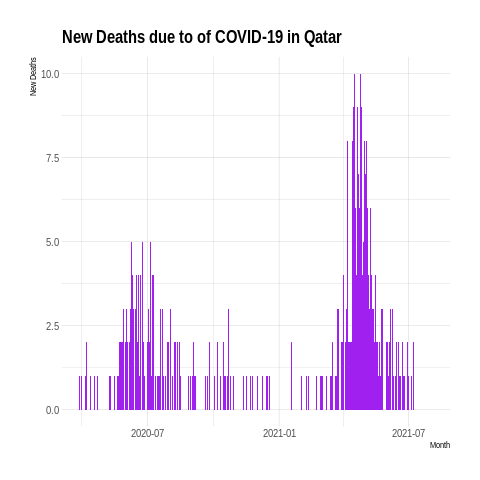 New Deaths due to of COVID-19 in Qatar
New Deaths
10.0
7.5
5.0
2.5
0.0
2020-07
2021-01
2021-07
Month